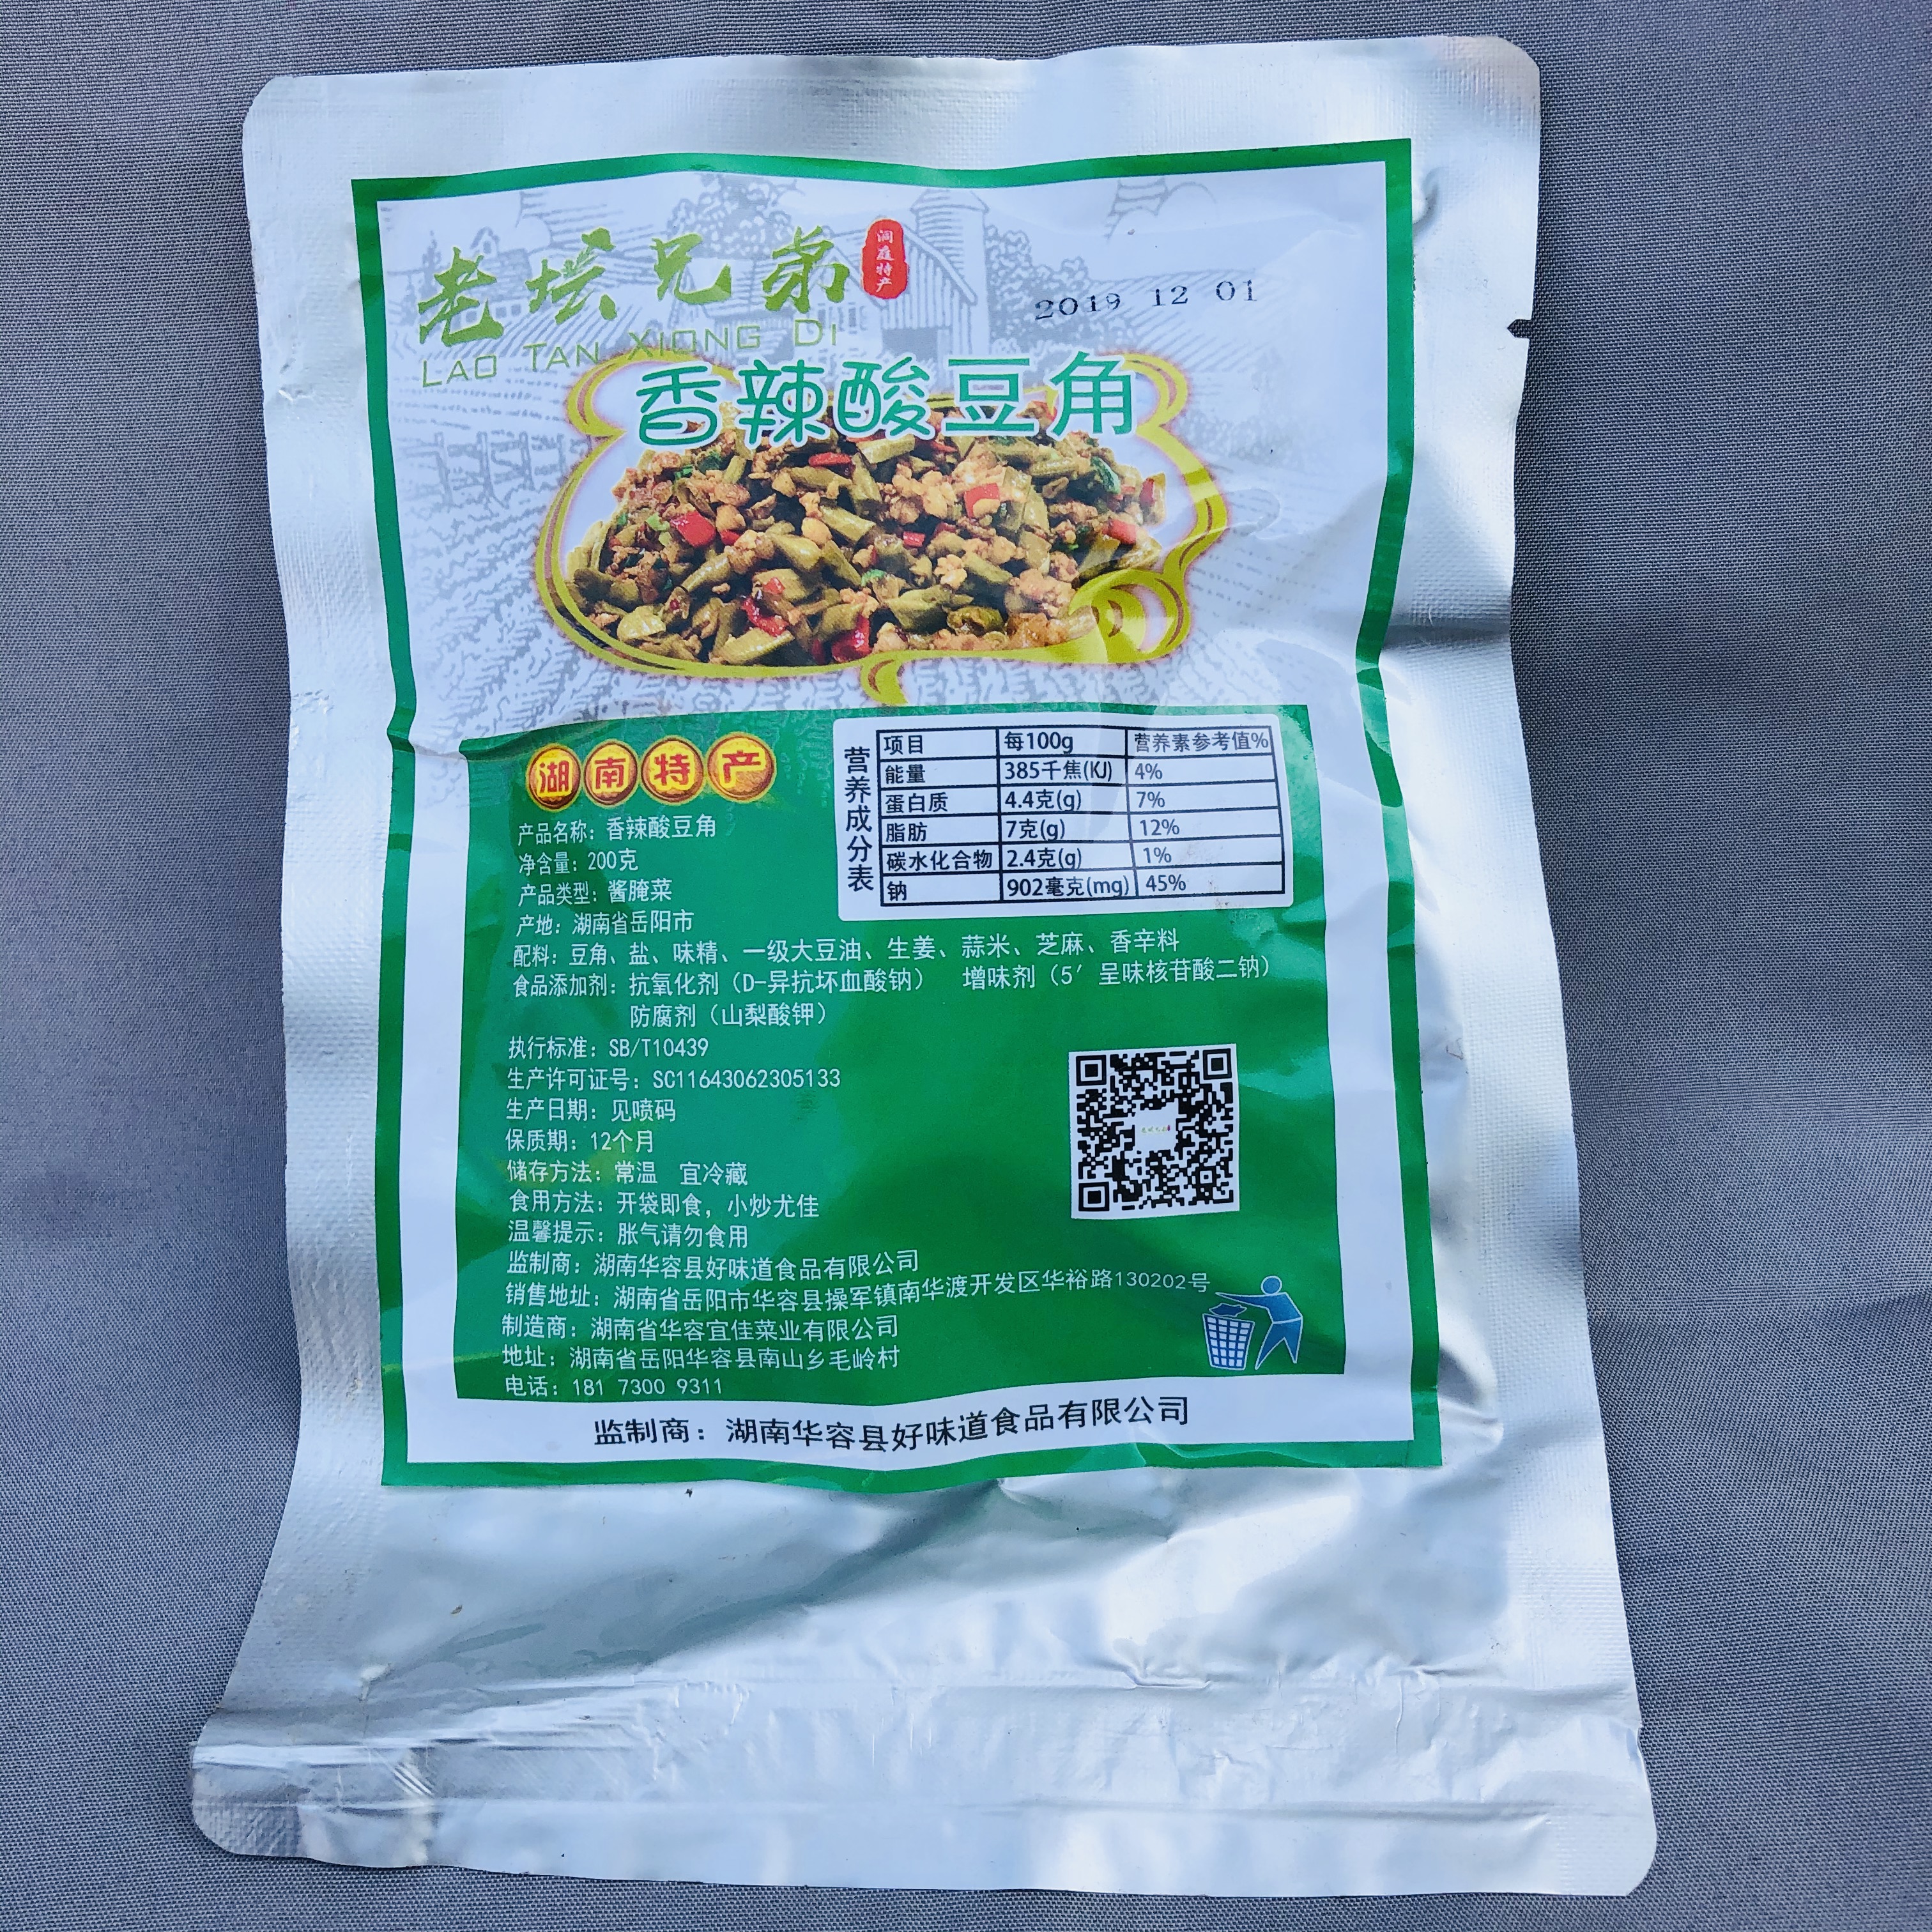 老坛兄弟
洞庭特产
LAO TAN XIONG DI
2019 12 01
香辣酸豆角
湖南特产
营养成分表
项目 每100g 营养素参考值%
能量 385千焦(KJ) 4%
蛋白质 4.4克(g) 7%
脂肪 7克(g) 12%
碳水化合物 2.4克(g) 1%
钠 902毫克(mg) 45%
产品名称：香辣酸豆角
净含量：200克
产品类型：酱腌菜
产地：湖南省岳阳市
配料：豆角、盐、味精、一级大豆油、生姜、蒜米、芝麻、香辛料
食品添加剂：抗氧化剂（D-异抗坏血酸钠） 增味剂（5′呈味核苷酸二钠）
防腐剂（山梨酸钾）
执行标准：SB/T10439
生产许可证号：SC11643062305133
生产日期：见喷码
保质期：12个月
储存方法：常温 宜冷藏
食用方法：开袋即食，小炒尤佳
温馨提示：胀气请勿食用
监制商：湖南华容县好味道食品有限公司
销售地址：湖南省岳阳市华容县操军镇南华渡开发区华裕路130202号
制造商：湖南省华容宜佳菜业有限公司
地址：湖南省岳阳华容县南山乡毛岭村
电话：181 7300 9311
监制商：湖南华容县好味道食品有限公司